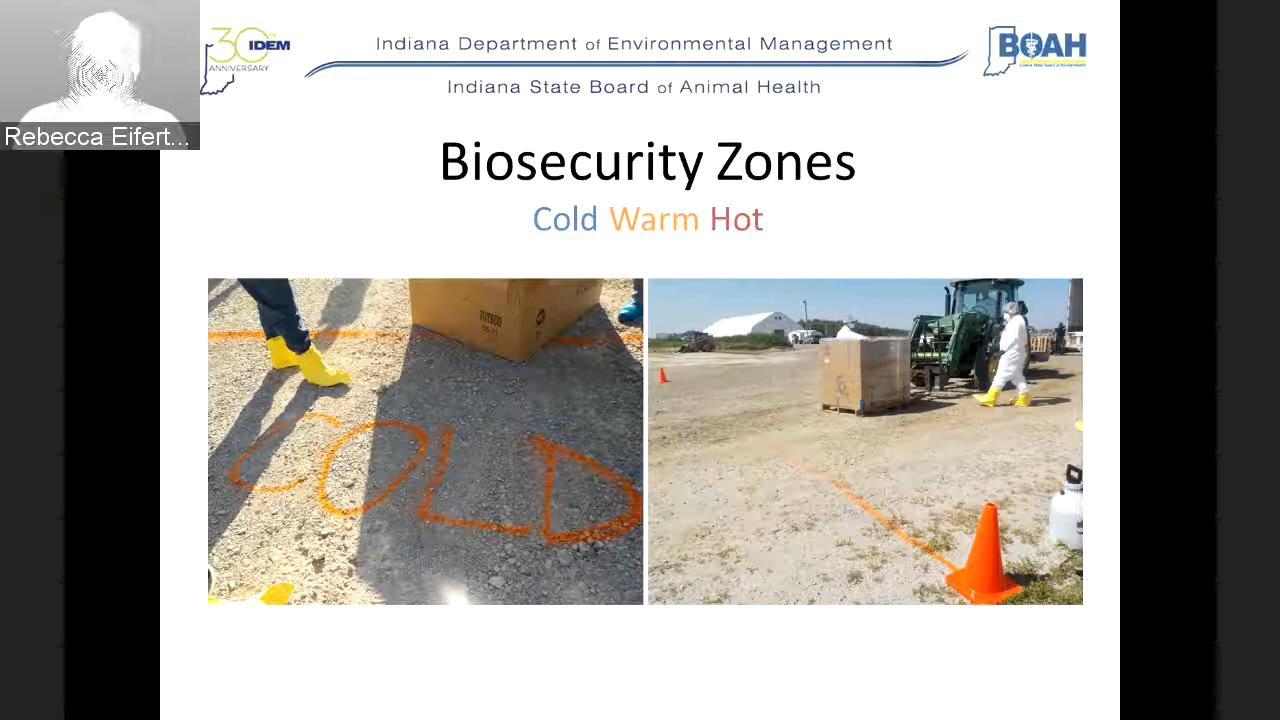 30TH
IDEM
ANNIVERSARY
Indiana Department of Environmental Management
BOAH
Indiana State Board of Animal Health
Rebecca Eifert...
Biosecurity Zones
Cold Warm Hot
COLD